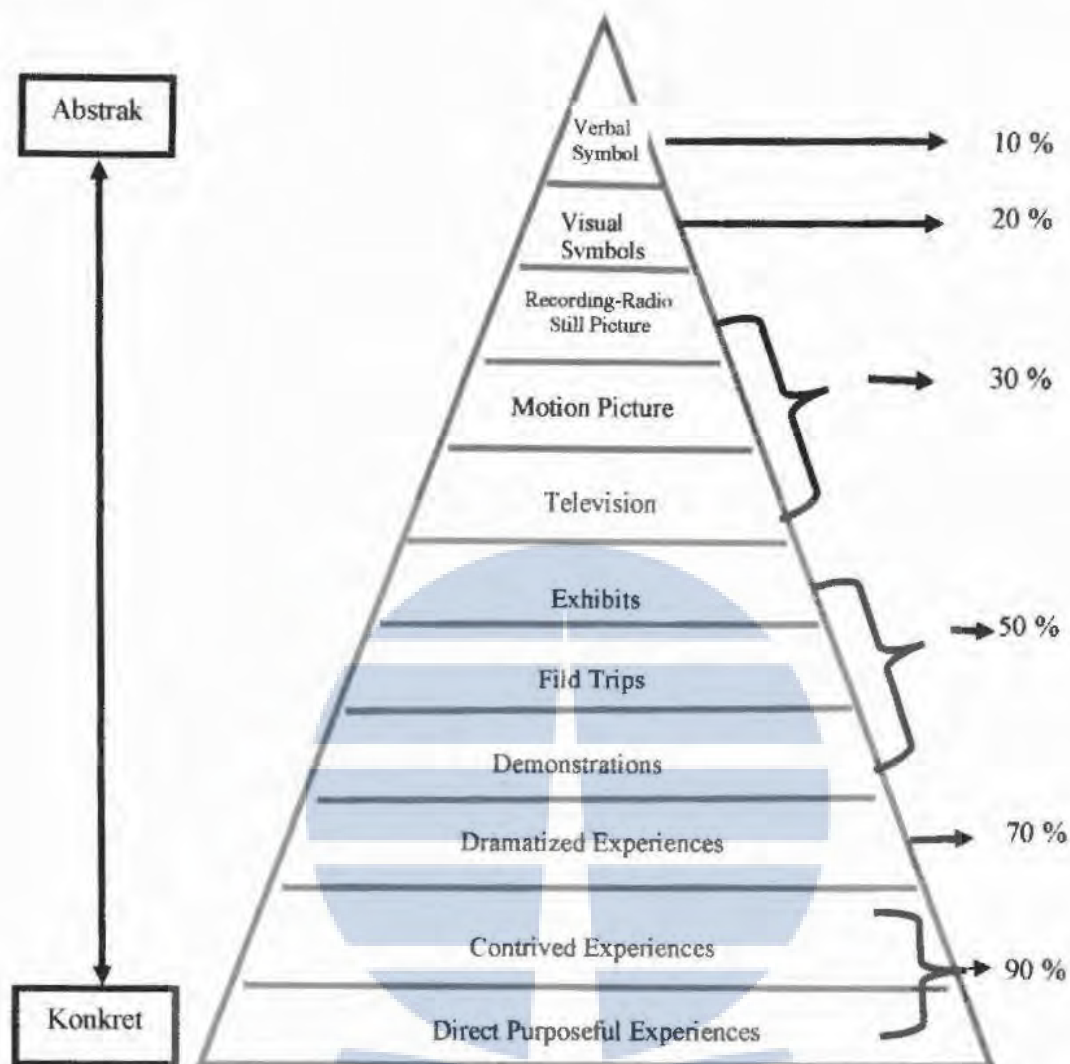 Abstrak
Verbal
Symbol
10 %
Visual
Symbols
20 %
Recording-Radio
Still Picture
30 %
Motion Picture
Television
Exhibits
50 %
Fild Trips
Demonstrations
Dramatized Experiences
70 %
Contrived Experiences
90 %
Konkret
Direct Purposeful Experiences